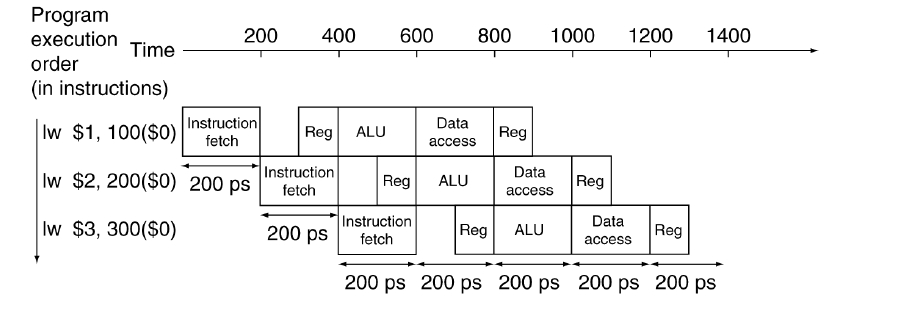 Program
execution
order
(in instructions)
Time
200 400 600 800 1000 1200 1400
lw $1, 100($0)
Instruction
fetch
Reg
ALU
Data
access
Reg
lw $2, 200($0)
200 ps
Instruction
fetch
Reg
ALU
Data
access
Reg
lw $3, 300($0)
200 ps
Instruction
fetch
Reg
ALU
Data
access
Reg
200 ps 200 ps 200 ps 200 ps 200 ps